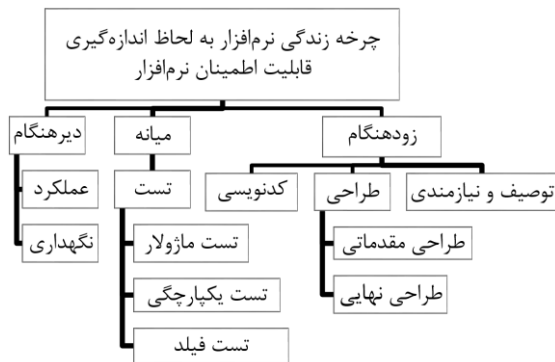 چرخه زندگی نرم‌افزار به لحاظ اندازه‌گیری
قابلیت اطمینان نرم‌افزار
زودهنگام
میانه
دیرهنگام
توصیف و نیازمندی
طراحی
کدنویسی
تست
عملکرد
طراحی مقدماتی
تست ماژولار
نگهداری
طراحی نهایی
تست یکپارچگی
تست فیلد